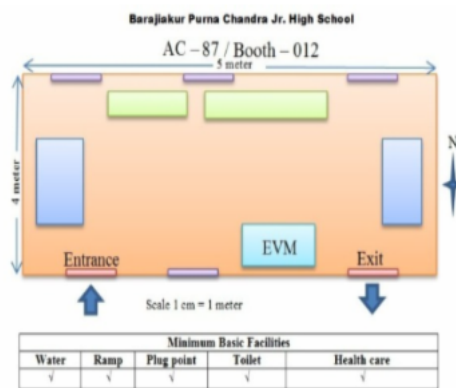 Barajiakur Purna Chandra Jr. High School
AC – 87 / Booth – 012
5 meter
4 meter
N
EVM
Entrance
Exit
Scale 1 cm = 1 meter
Minimum Basic Facilities
Water Ramp Plug point Toilet Health care
√ √ √ √ √